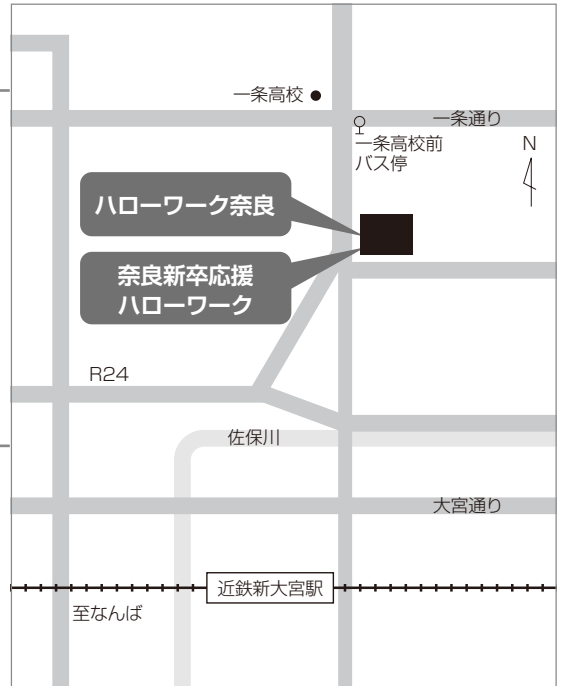 一条高校
一条通り
一条高校前
バス停
N
ハローワーク奈良
奈良新卒応援
ハローワーク
R24
佐保川
大宮通り
近鉄新大宮駅
至なんば